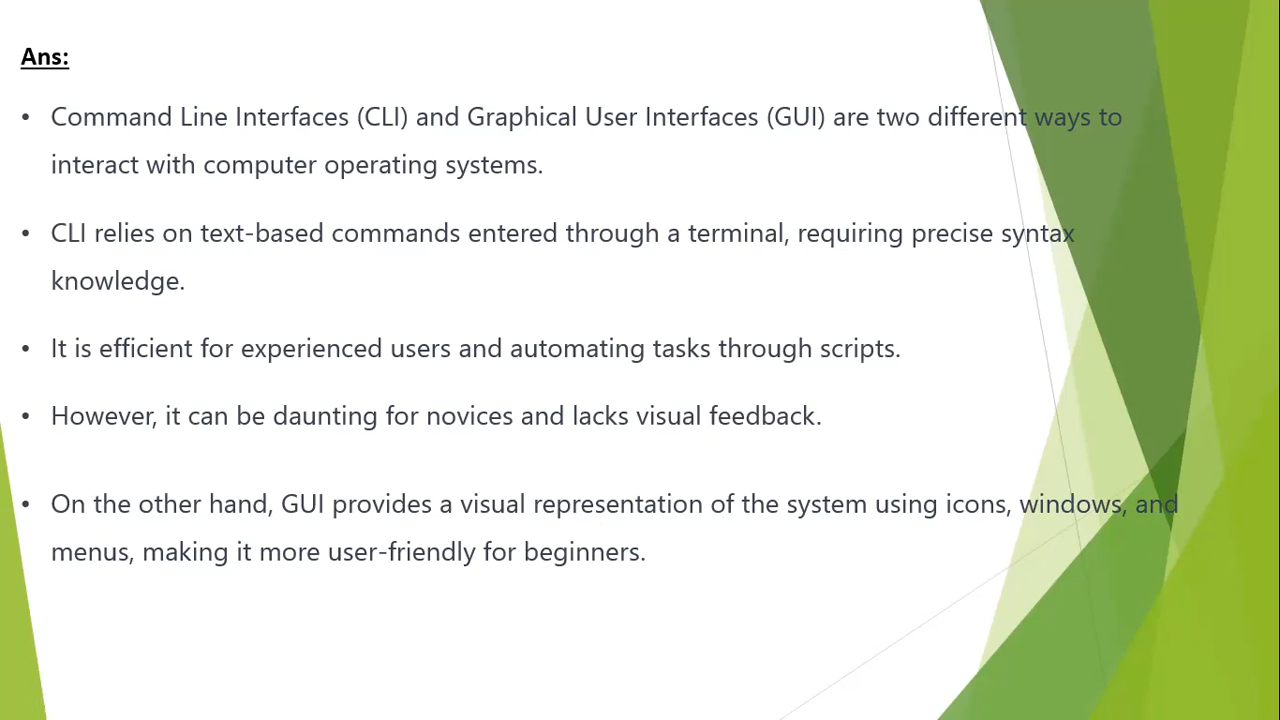 Ans:
• Command Line Interfaces (CLI) and Graphical User Interfaces (GUI) are two different ways to
interact with computer operating systems.
• CLI relies on text-based commands entered through a terminal, requiring precise syntax
knowledge.
• It is efficient for experienced users and automating tasks through scripts.
• However, it can be daunting for novices and lacks visual feedback.
• On the other hand, GUI provides a visual representation of the system using icons, windows, and
menus, making it more user-friendly for beginners.